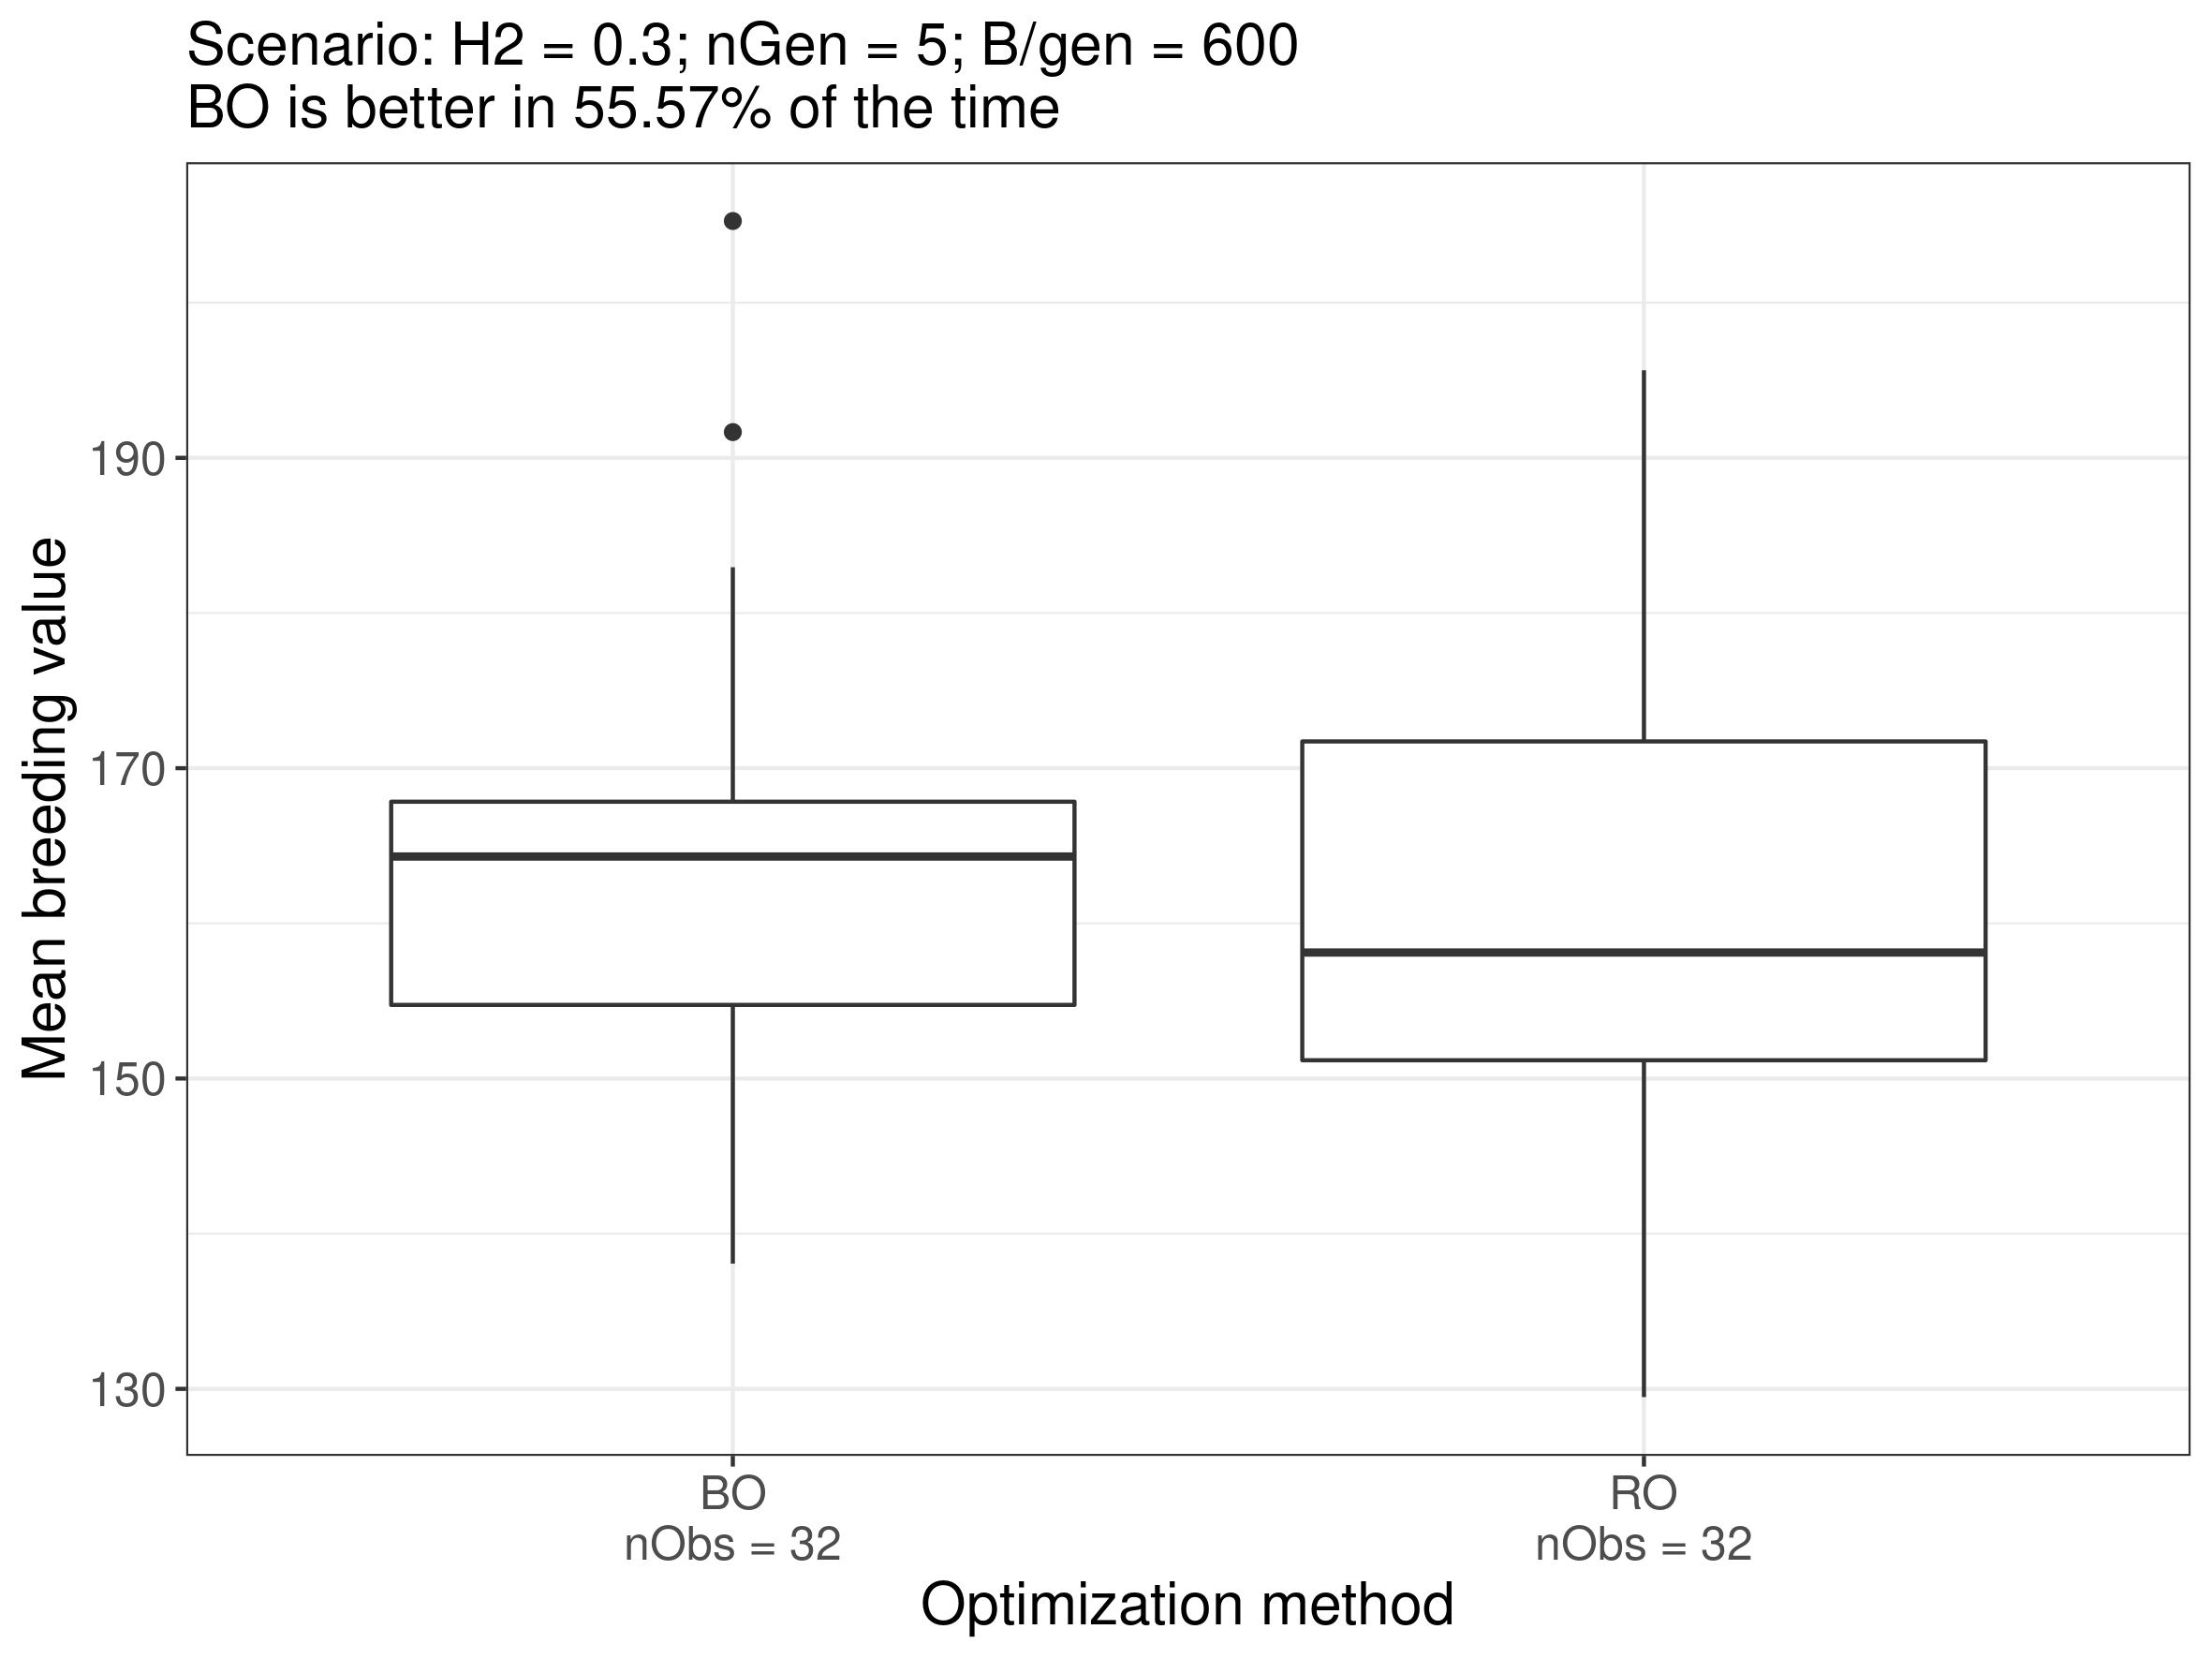 Scenario: H2 = 0.3; nGen = 5; B/gen = 600
BO is better in 55.57% of the time
Mean breeding value
190
170
150
130
BO
nObs = 32
RO
nObs = 32
Optimization method